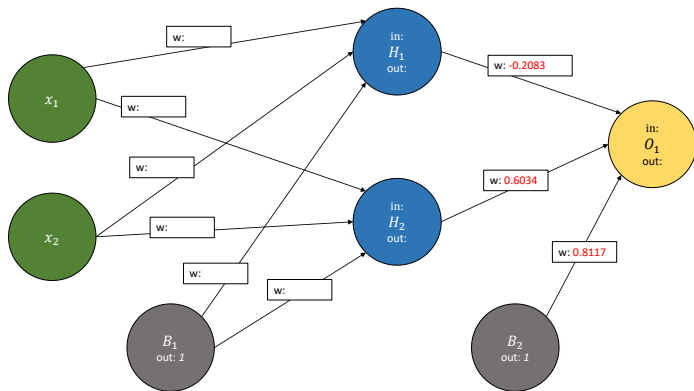 w:
in:
H₁
out:
w: -0.2083
x₁
w:
in:
O₁
out:
w:
w: 0.6034
in:
H₂
out:
x₂
w:
w: 0.8117
w:
w:
B₁
out: 1
B₂
out: 1